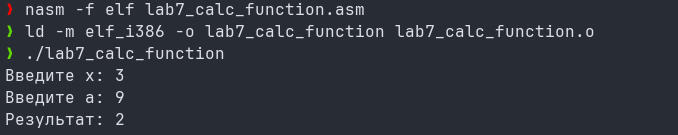 ❯ nasm -f elf lab7_calc_function.asm
❯ ld -m elf_i386 -o lab7_calc_function lab7_calc_function.o
❯ ./lab7_calc_function
Введите x: 3
Введите a: 9
Результат: 2